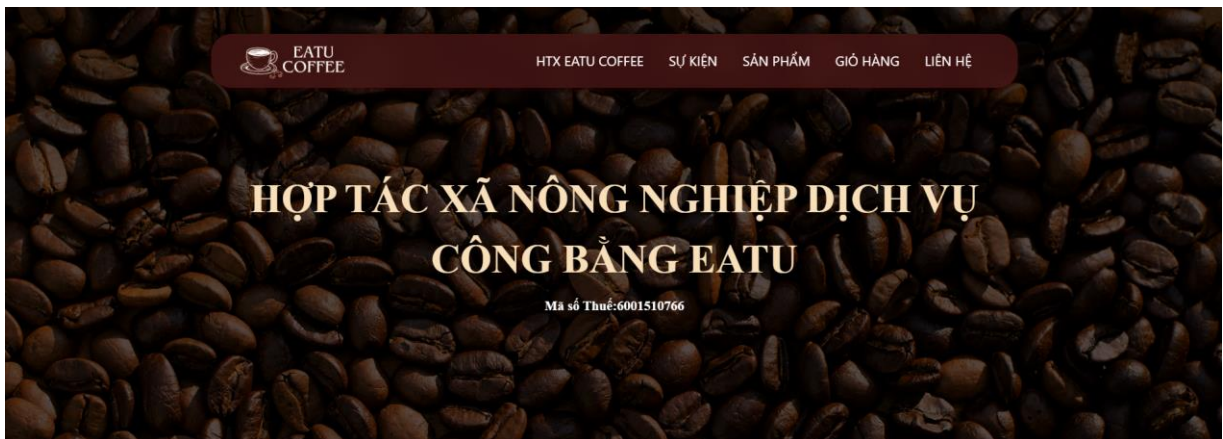 EATU
COFFEE
HTX EATU COFFEE SỰ KIỆN SẢN PHẨM GIỎ HÀNG LIÊN HỆ
HỢP TÁC XÃ NÔNG NGHIỆP DỊCH VỤ
CÔNG BẰNG EATU
Mã số Thuế:6001510766